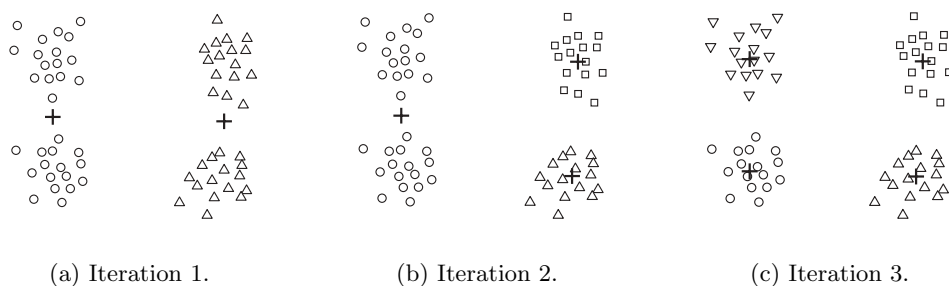 (a) Iteration 1.
(b) Iteration 2.
(c) Iteration 3.